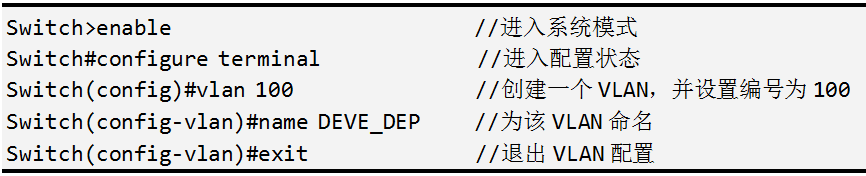 Switch>enable //进入系统模式
Switch#configure terminal //进入配置状态
Switch(config)#vlan 100 //创建一个 VLAN，并设置编号为 100
Switch(config-vlan)#name DEVE_DEP //为该 VLAN 命名
Switch(config-vlan)#exit //退出 VLAN 配置